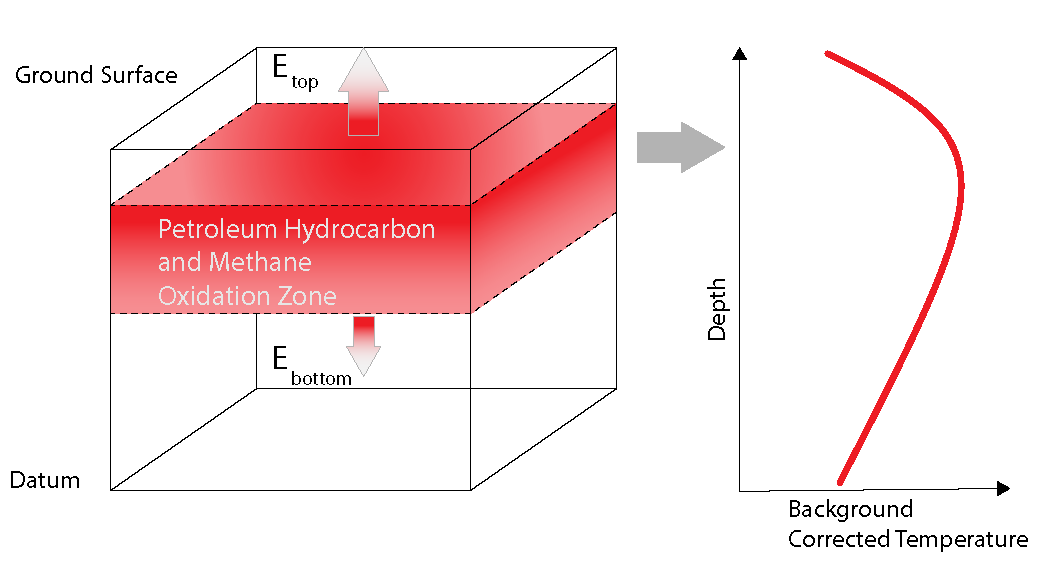 Ground Surface
E top
Petroleum Hydrocarbon
and Methane
Oxidation Zone
E bottom
Datum
Depth
Background
Corrected Temperature